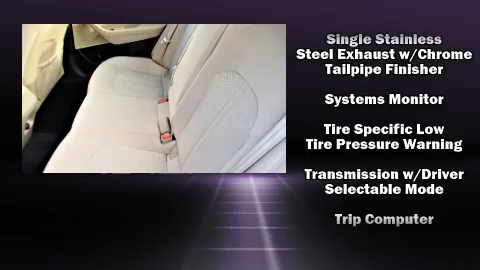 Single Stainless
Steel Exhaust w/Chrome
Tailpipe Finisher
Systems Monitor
Tire Specific Low
Tire Pressure Warning
Transmission w/Driver
Selectable Mode
Trip Computer